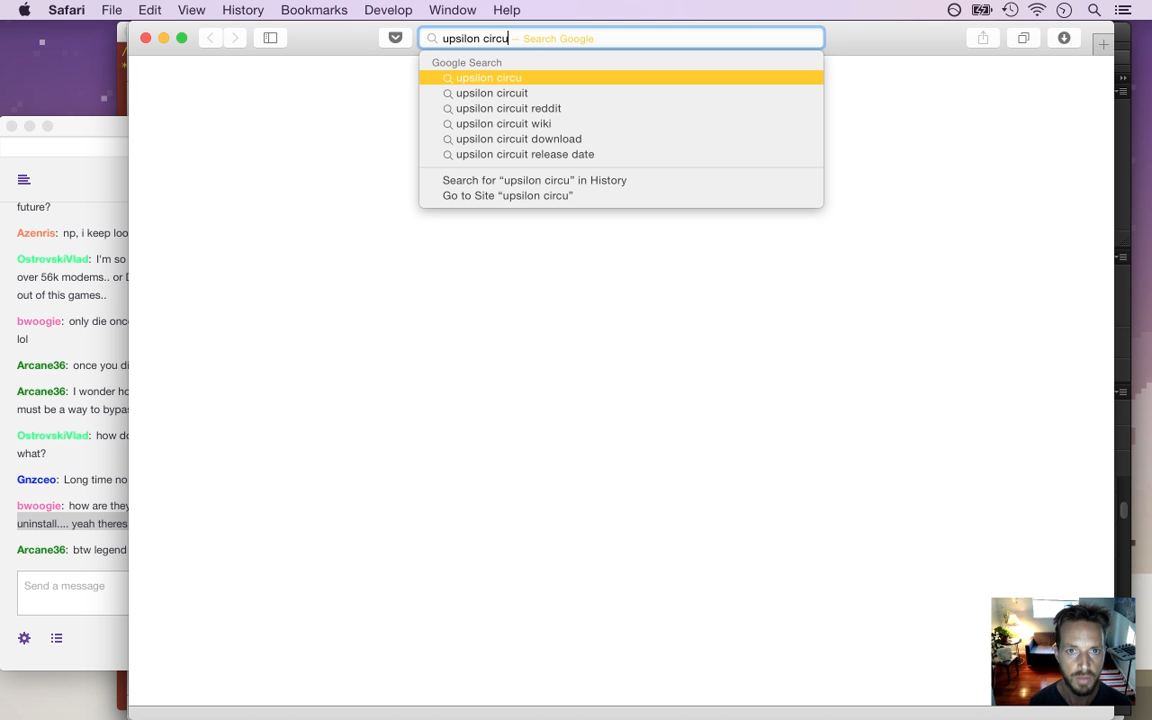 Safari File Edit View History Bookmarks Develop Window Help
upsilon circu — Search Google
Google Search
upsilon circu
upsilon circuit
upsilon circuit reddit
upsilon circuit wiki
upsilon circuit download
upsilon circuit release date
Search for “upsilon circu” in History
Go to Site “upsilon circu”
future?
Azenris: np, i keep loo
OstrovskiVlad: I'm so
over 56k modems.. or D
out of this games..
bwoogie: only die once
lol
Arcane36: once you di
Arcane36: I wonder ho
must be a way to bypas
OstrovskiVlad: how do
what?
Gnzceo: Long time no
bwoogie: how are they
uninstall.... yeah theres
Arcane36: btw legend
Send a message